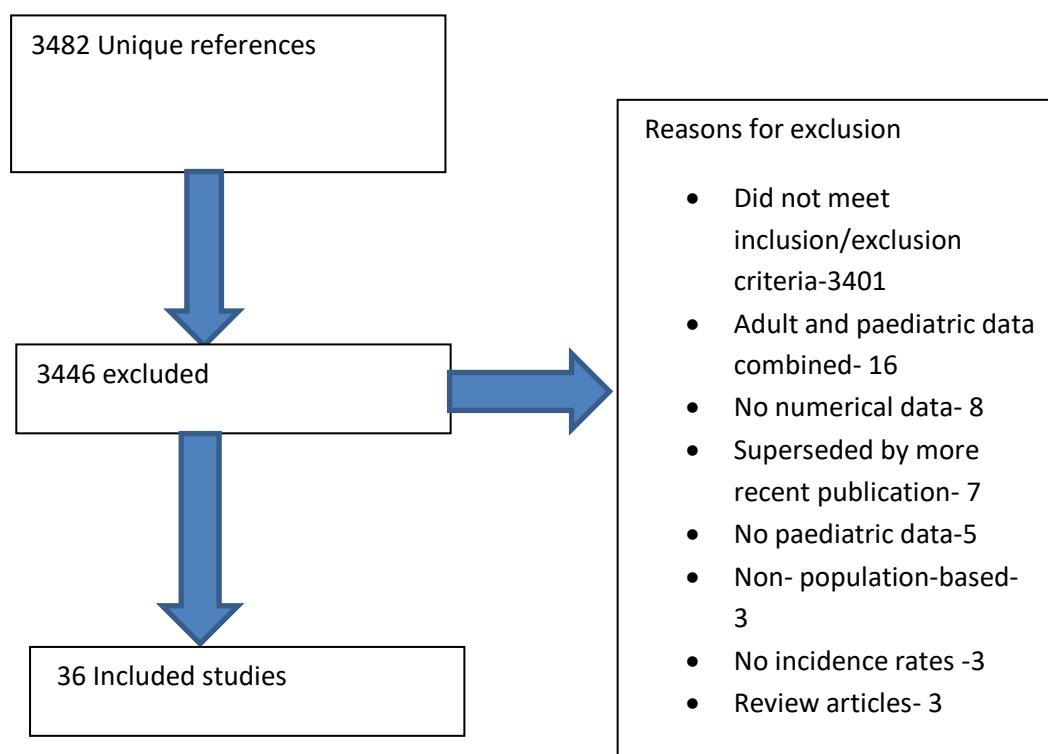 3482 Unique references
3446 excluded
36 Included studies
Reasons for exclusion
• Did not meet
inclusion/exclusion
criteria-3401
• Adult and paediatric data
combined- 16
• No numerical data- 8
• Superseded by more
recent publication- 7
• No paediatric data-5
• Non- population-based-
3
• No incidence rates -3
• Review articles- 3